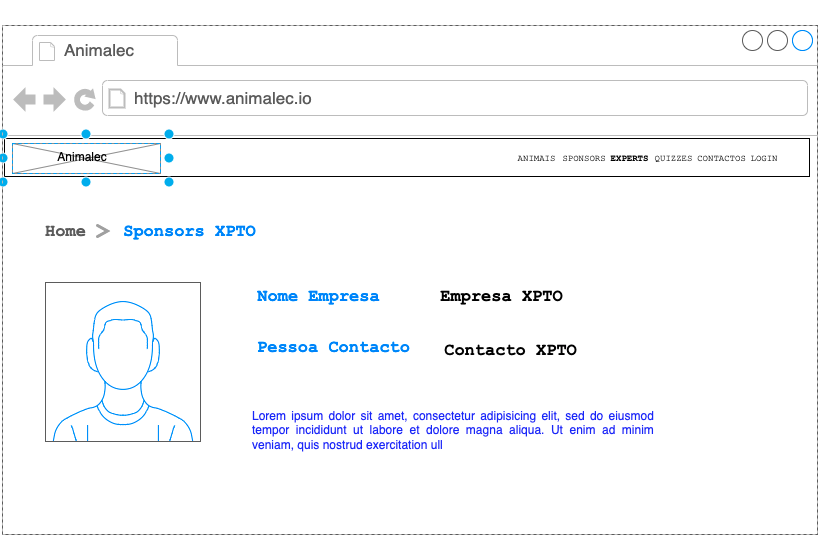 Animalec
https://www.animalec.io
Animalec
ANIMAIS SPONSORS EXPERTS QUIZZES CONTACTOS LOGIN
Home > Sponsors XPTO
Nome Empresa Empresa XPTO
Pessoa Contacto Contacto XPTO
Lorem ipsum dolor sit amet, consectetur adipisicing elit, sed do eiusmod
tempor incididunt ut labore et dolore magna aliqua. Ut enim ad minim
veniam, quis nostrud exercitation ull